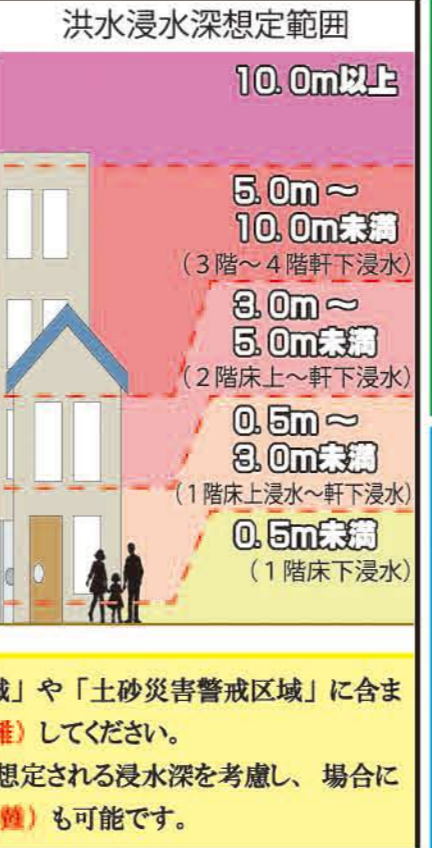 洪水浸水深想定範囲
10.0m以上
5.0m～
10.0m未満
（3階～4階軒下浸水）
3.0m～
5.0m未満
（2階床上～軒下浸水）
0.5m～
3.0m未満
（1階床上浸水～軒下浸水）
0.5m未満
（1階床下浸水）
域」や「土砂災害警戒区域」に含ま
難）してください。
想定される浸水深を考慮し、場合に
難）も可能です。